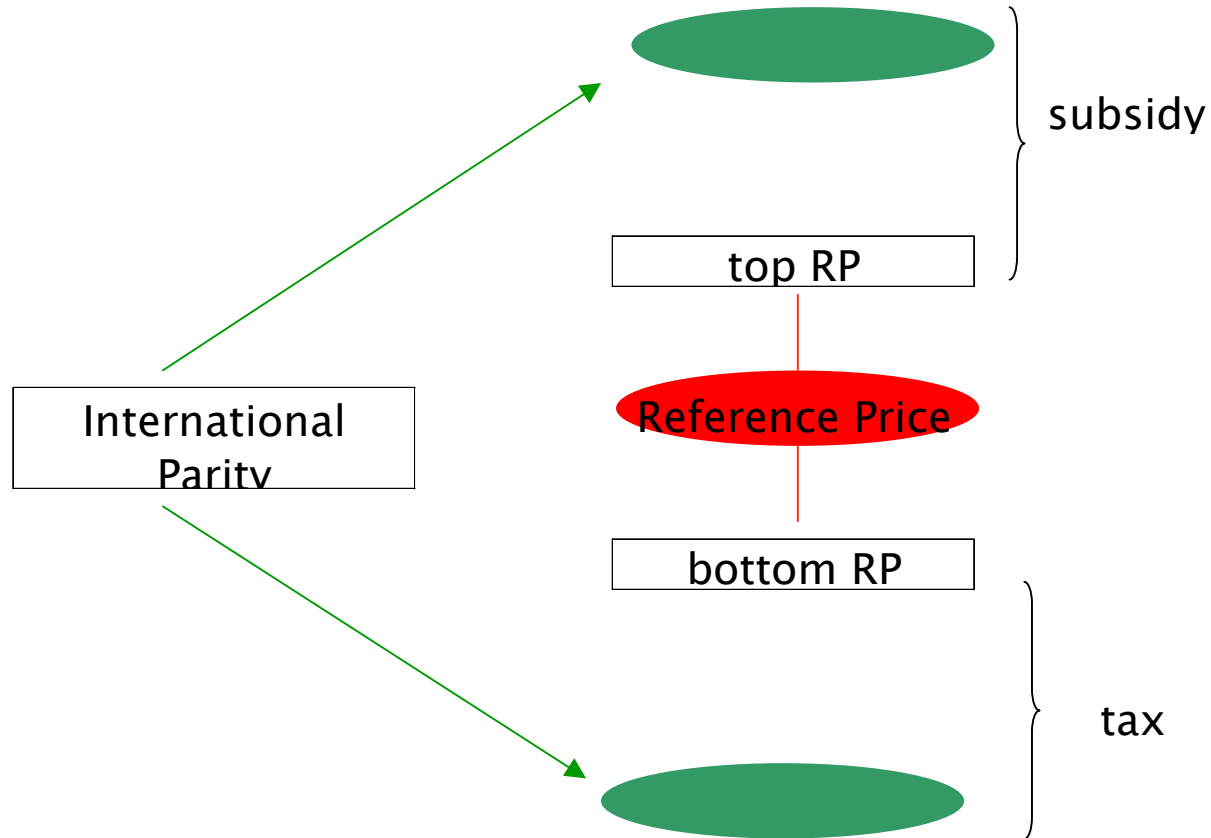 subsidy
top RP
International
Parity
Reference Price
bottom RP
tax